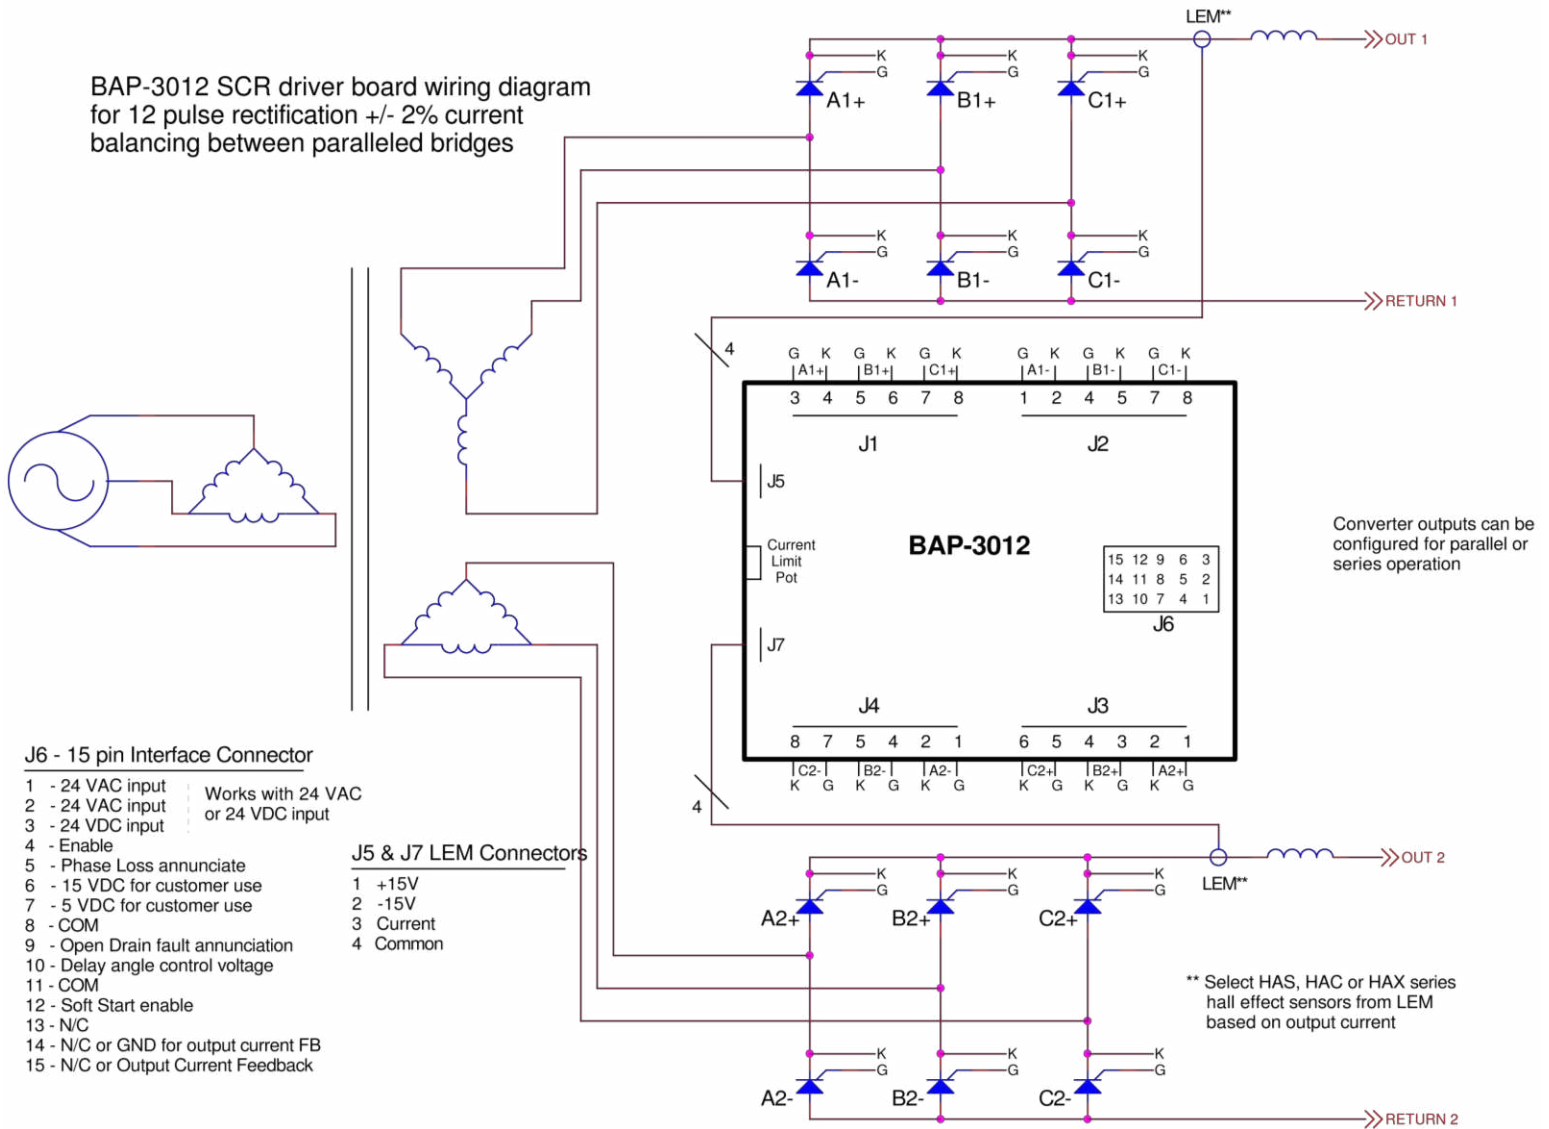 LEM**
OUT 1
BAP-3012 SCR driver board wiring diagram
for 12 pulse rectification +/- 2% current
balancing between paralleled bridges
K K K
G G G
A1+ B1+ C1+
K K K
G G G
A1- B1- C1-
RETURN 1
4
G K G K G K G K G K G K
A1+ B1+ C1+ A1- B1- C1-
3 4 5 6 7 8 1 2 4 5 7 8
J1 J2
J5
Current
Limit
Pot
BAP-3012
15 12 9 6 3
14 11 8 5 2
13 10 7 4 1
J6
J7
Converter outputs can be
configured for parallel or
series operation
J4 J3
8 7 5 4 2 1 6 5 4 3 2 1
C2- B2- A2- C2+ B2+ A2+
K G K G K G K G K G K G
4
J6 - 15 pin Interface Connector
1 - 24 VAC input
2 - 24 VAC input
3 - 24 VDC input
Works with 24 VAC
or 24 VDC input
4 - Enable
5 - Phase Loss annunciate
6 - 15 VDC for customer use
7 - 5 VDC for customer use
8 - COM
9 - Open Drain fault annunciation
10 - Delay angle control voltage
11 - COM
12 - Soft Start enable
13 - N/C
14 - N/C or GND for output current FB
15 - N/C or Output Current Feedback
J5 & J7 LEM Connectors
1 +15V
2 -15V
3 Current
4 Common
OUT 2
LEM**
K K K
G G G
A2+ B2+ C2+
** Select HAS, HAC or HAX series
hall effect sensors from LEM
based on output current
K K K
G G G
A2- B2- C2-
RETURN 2